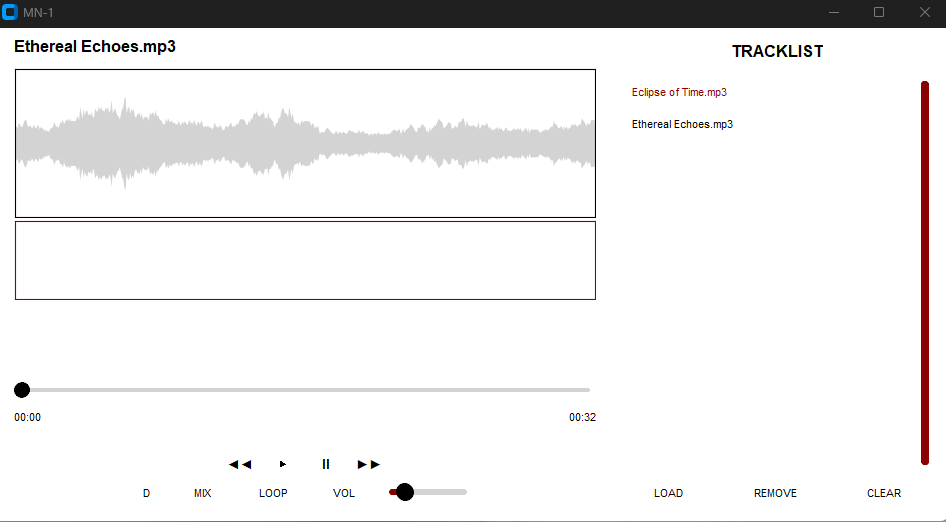 MN-1
Ethereal Echoes.mp3
TRACKLIST
Eclipse of Time.mp3
Ethereal Echoes.mp3
00:00
00:32
D MIX LOOP VOL
LOAD REMOVE CLEAR